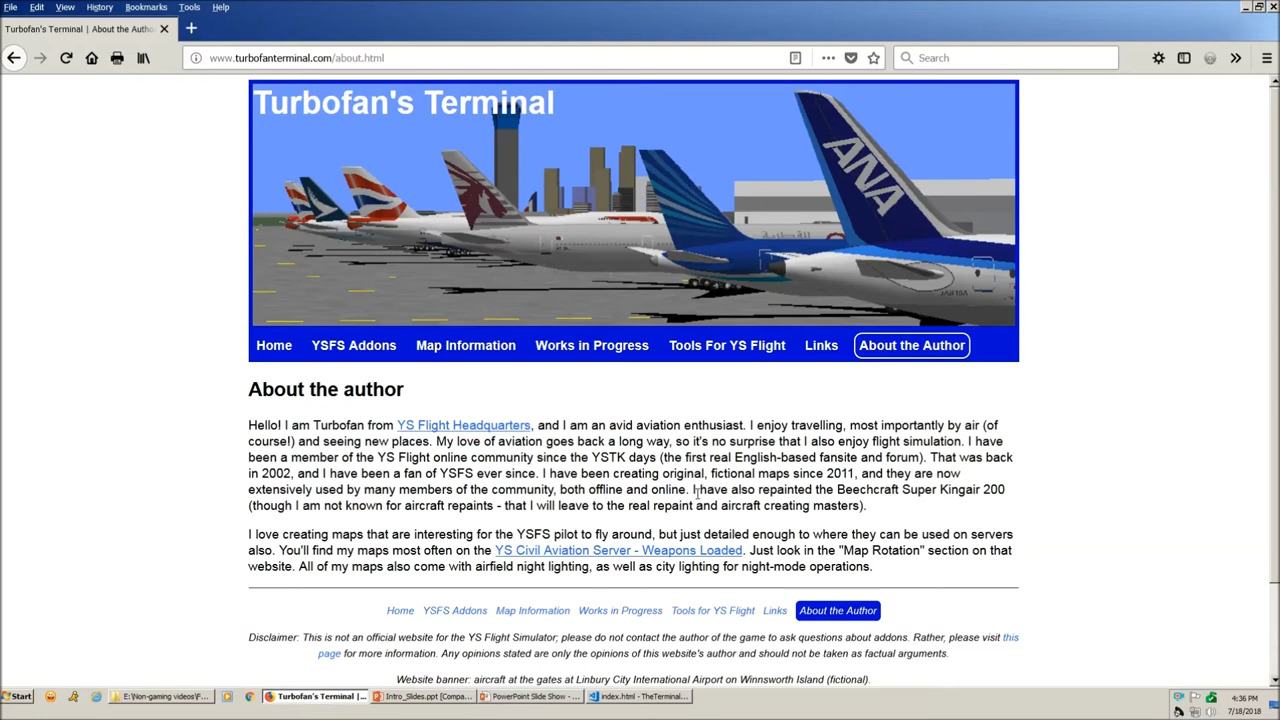 File Edit View History Bookmarks Tools Help
Turbofan's Terminal | About the Autho
www.turbofanterminal.com/about.html
Search
Turbofan's Terminal
ANA
Home YSFS Addons Map Information Works in Progress Tools For YS Flight Links About the Author
About the author
Hello! I am Turbofan from YS Flight Headquarters, and I am an avid aviation enthusiast. I enjoy travelling, most importantly by air (of
course!) and seeing new places. My love of aviation goes back a long way, so it's no surprise that I also enjoy flight simulation. I have
been a member of the YS Flight online community since the YSTK days (the first real English-based fansite and forum). That was back
in 2002, and I have been a fan of YSFS ever since. I have been creating original, fictional maps since 2011, and they are now
extensively used by many members of the community, both offline and online. I have also repainted the Beechcraft Super Kingair 200
(though I am not known for aircraft repaints - that I will leave to the real repaint and aircraft creating masters).
I love creating maps that are interesting for the YSFS pilot to fly around, but just detailed enough to where they can be used on servers
also. You'll find my maps most often on the YS Civil Aviation Server - Weapons Loaded. Just look in the "Map Rotation" section on that
website. All of my maps also come with airfield night lighting, as well as city lighting for night-mode operations.
Home YSFS Addons Map Information Works in Progress Tools for YS Flight Links About the Author
Disclaimer: This is not an official website for the YS Flight Simulator; please do not contact the author of the game to ask questions about addons. Rather, please visit this
page for more information. Any opinions stated are only the opinions of this website's author and should not be taken as factual arguments.
Website banner: aircraft at the gates at Linbury City International Airport on Winnsworth Island (fictional).
Start E:\Non-gaming videos\F... Turbofan's Terminal |... Intro_Slides.ppt [Compa... PowerPoint Slide Show - ... index.html - TheTerminal...
4:36 PM
7/18/2018